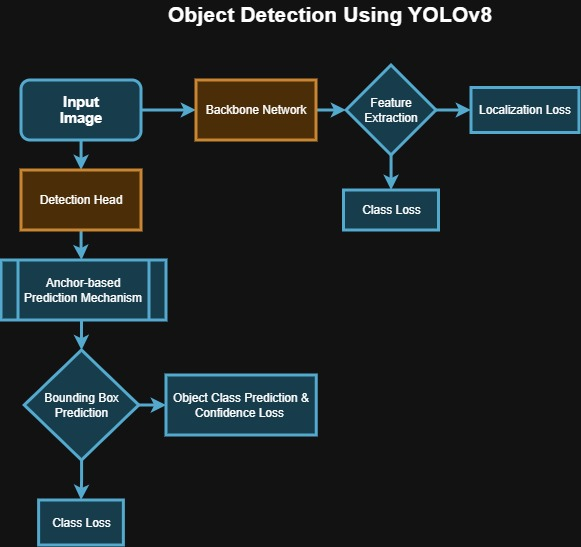 Object Detection Using YOLOv8
Input
Image
Backbone Network
Feature
Extraction
Localization Loss
Class Loss
Detection Head
Anchor-based
Prediction Mechanism
Bounding Box
Prediction
Object Class Prediction &
Confidence Loss
Class Loss